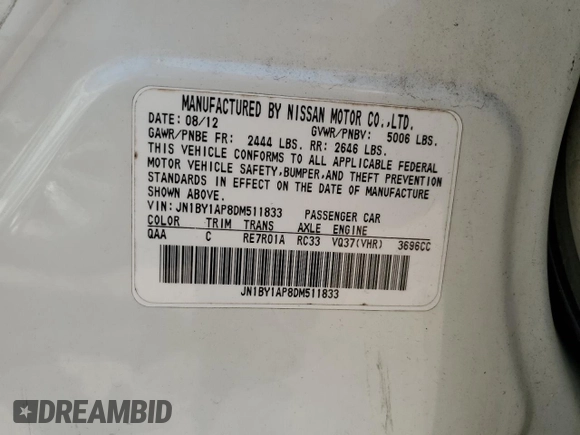 MANUFACTURED BY NISSAN MOTOR CO.,LTD.
DATE: 08/12 GVWR/PNBV: 5006 LBS.
GAWR/PNBE FR: 2444 LBS. RR: 2646 LBS.
THIS VEHICLE CONFORMS TO ALL APPLICABLE FEDERAL
MOTOR VEHICLE SAFETY,BUMPER,AND THEFT PREVENTION
STANDARDS IN EFFECT ON THE DATE OF MANUFACTURE
SHOWN ABOVE.
VIN: JN1BY1AP8DM511833 PASSENGER CAR
COLOR TRIM TRANS AXLE ENGINE
QAA C RE7R01A RC33 VQ37(VHR) 3696CC
JN1BY1AP8DM511833
DREAMBID